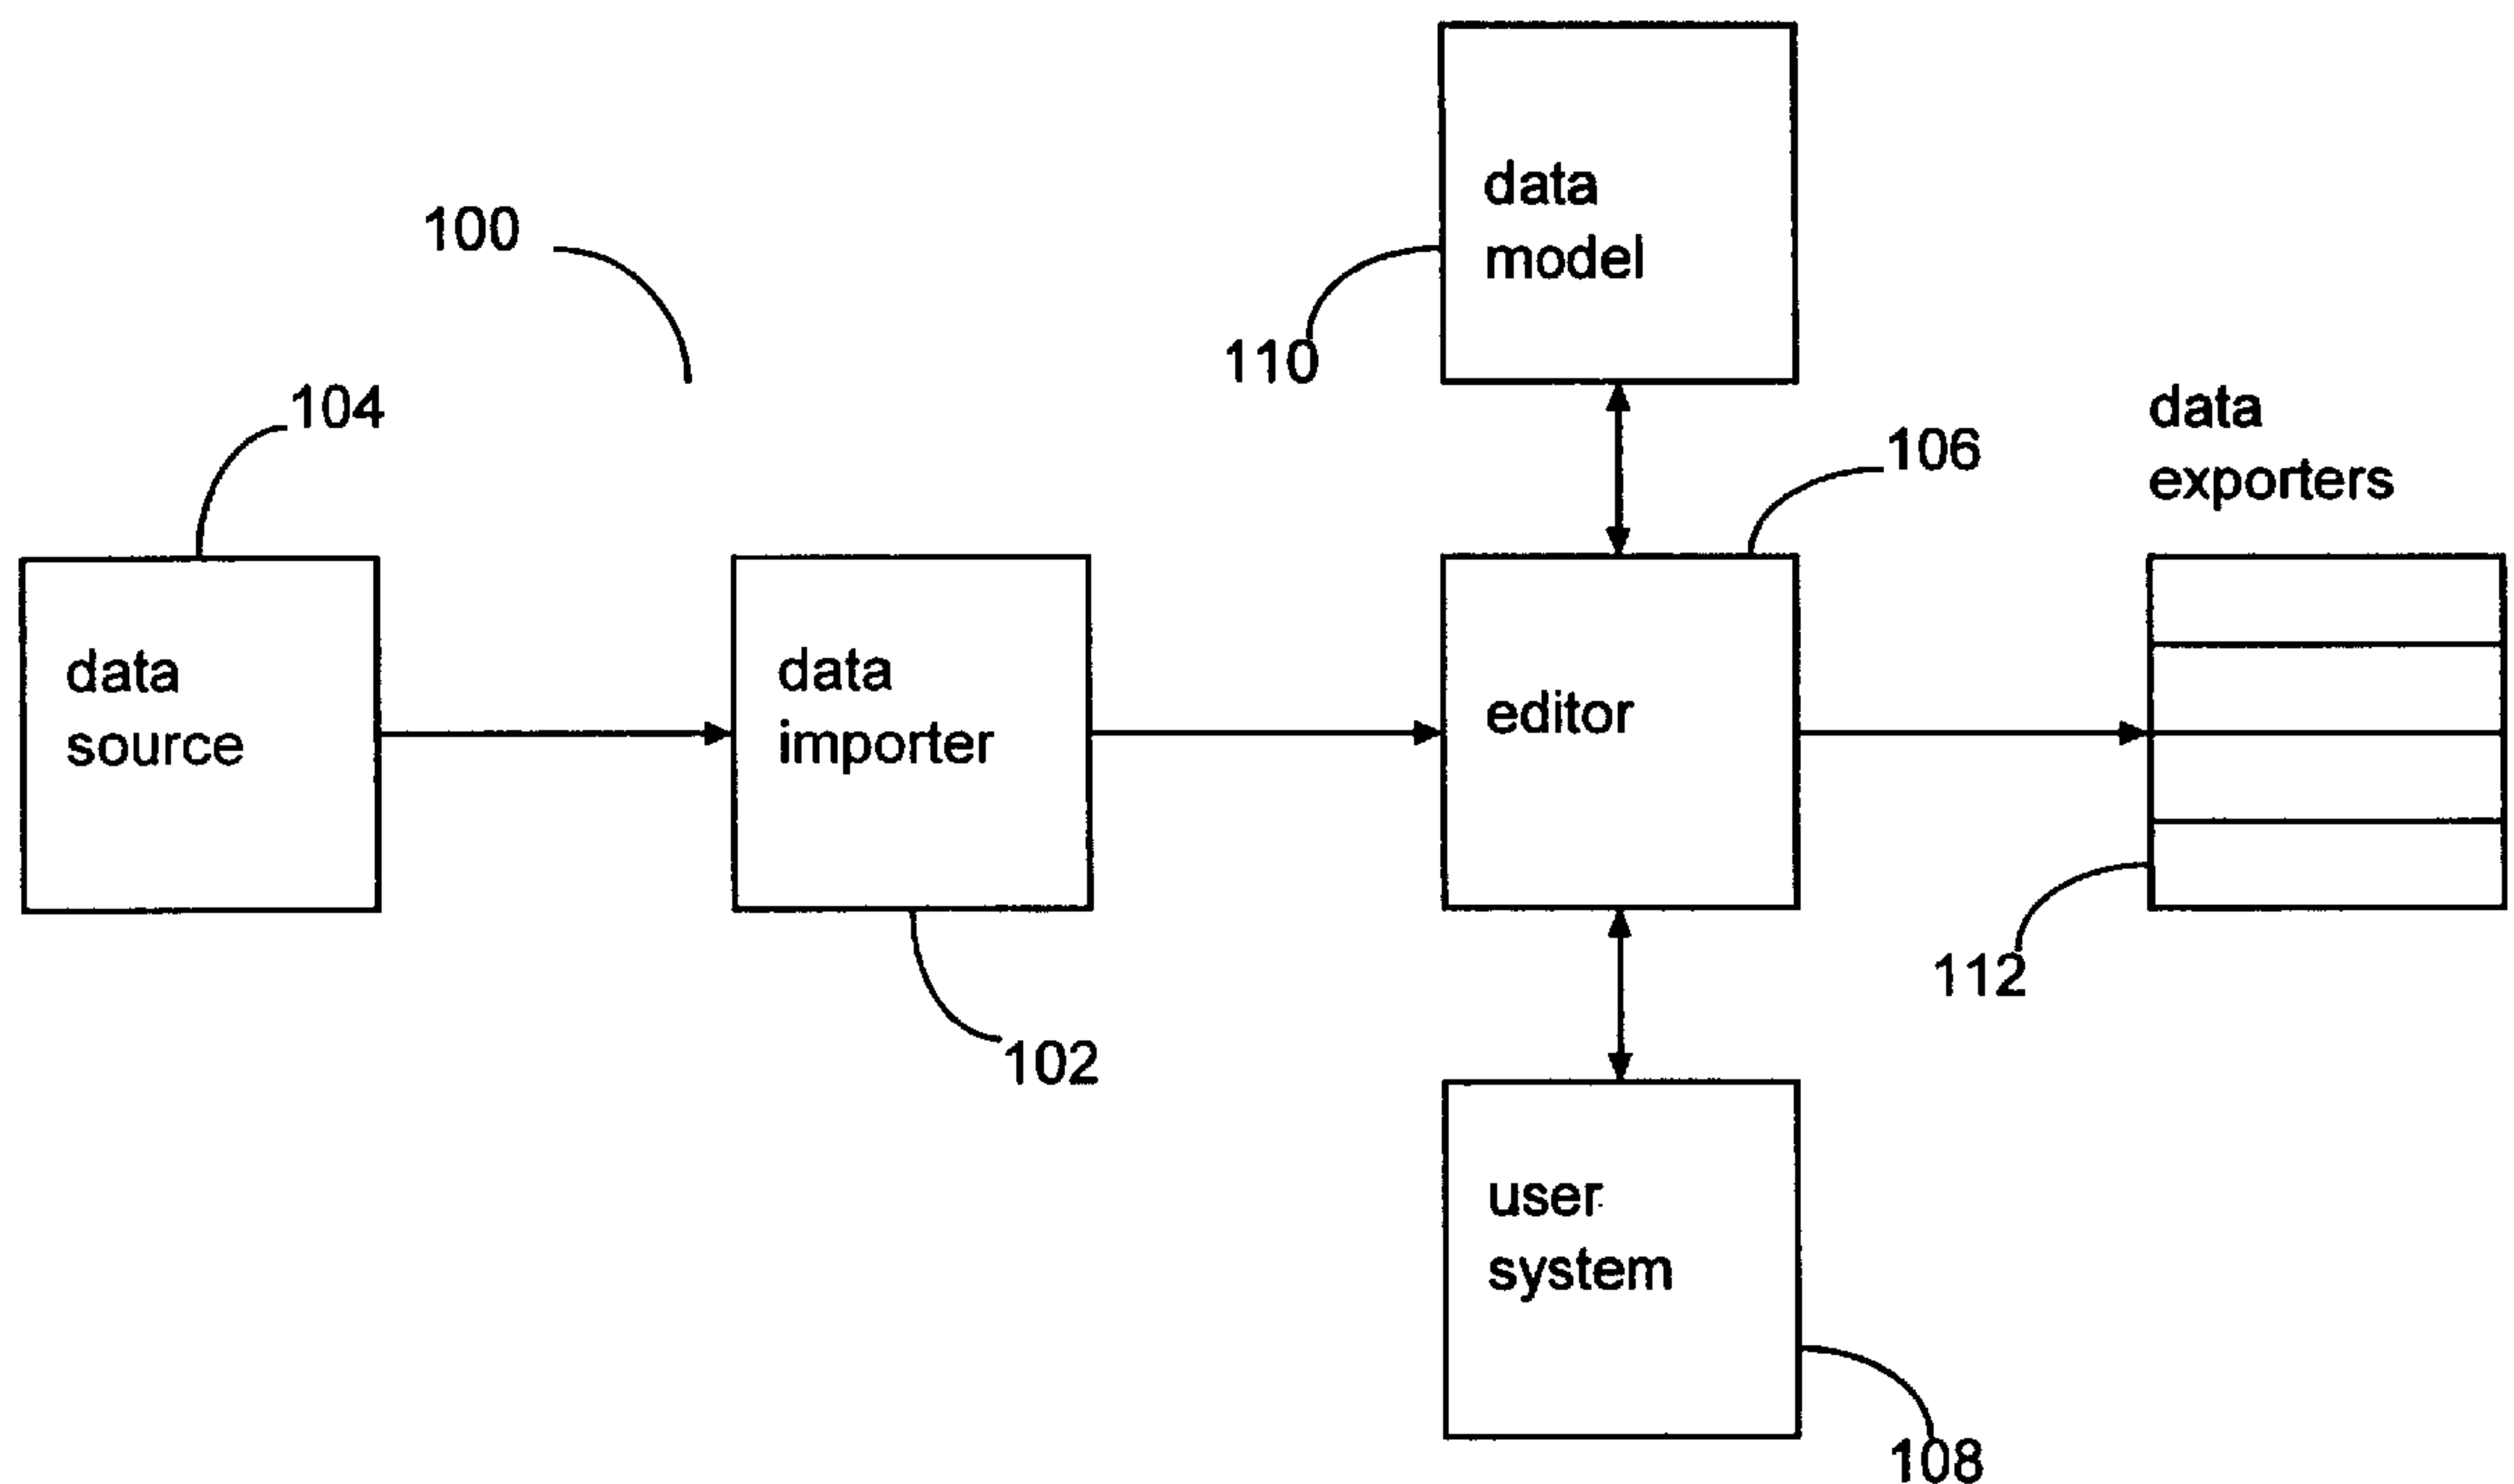 data
model
100
110
104
data
exporters
106
data
source
data
importer
editor
112
102
user
system
108